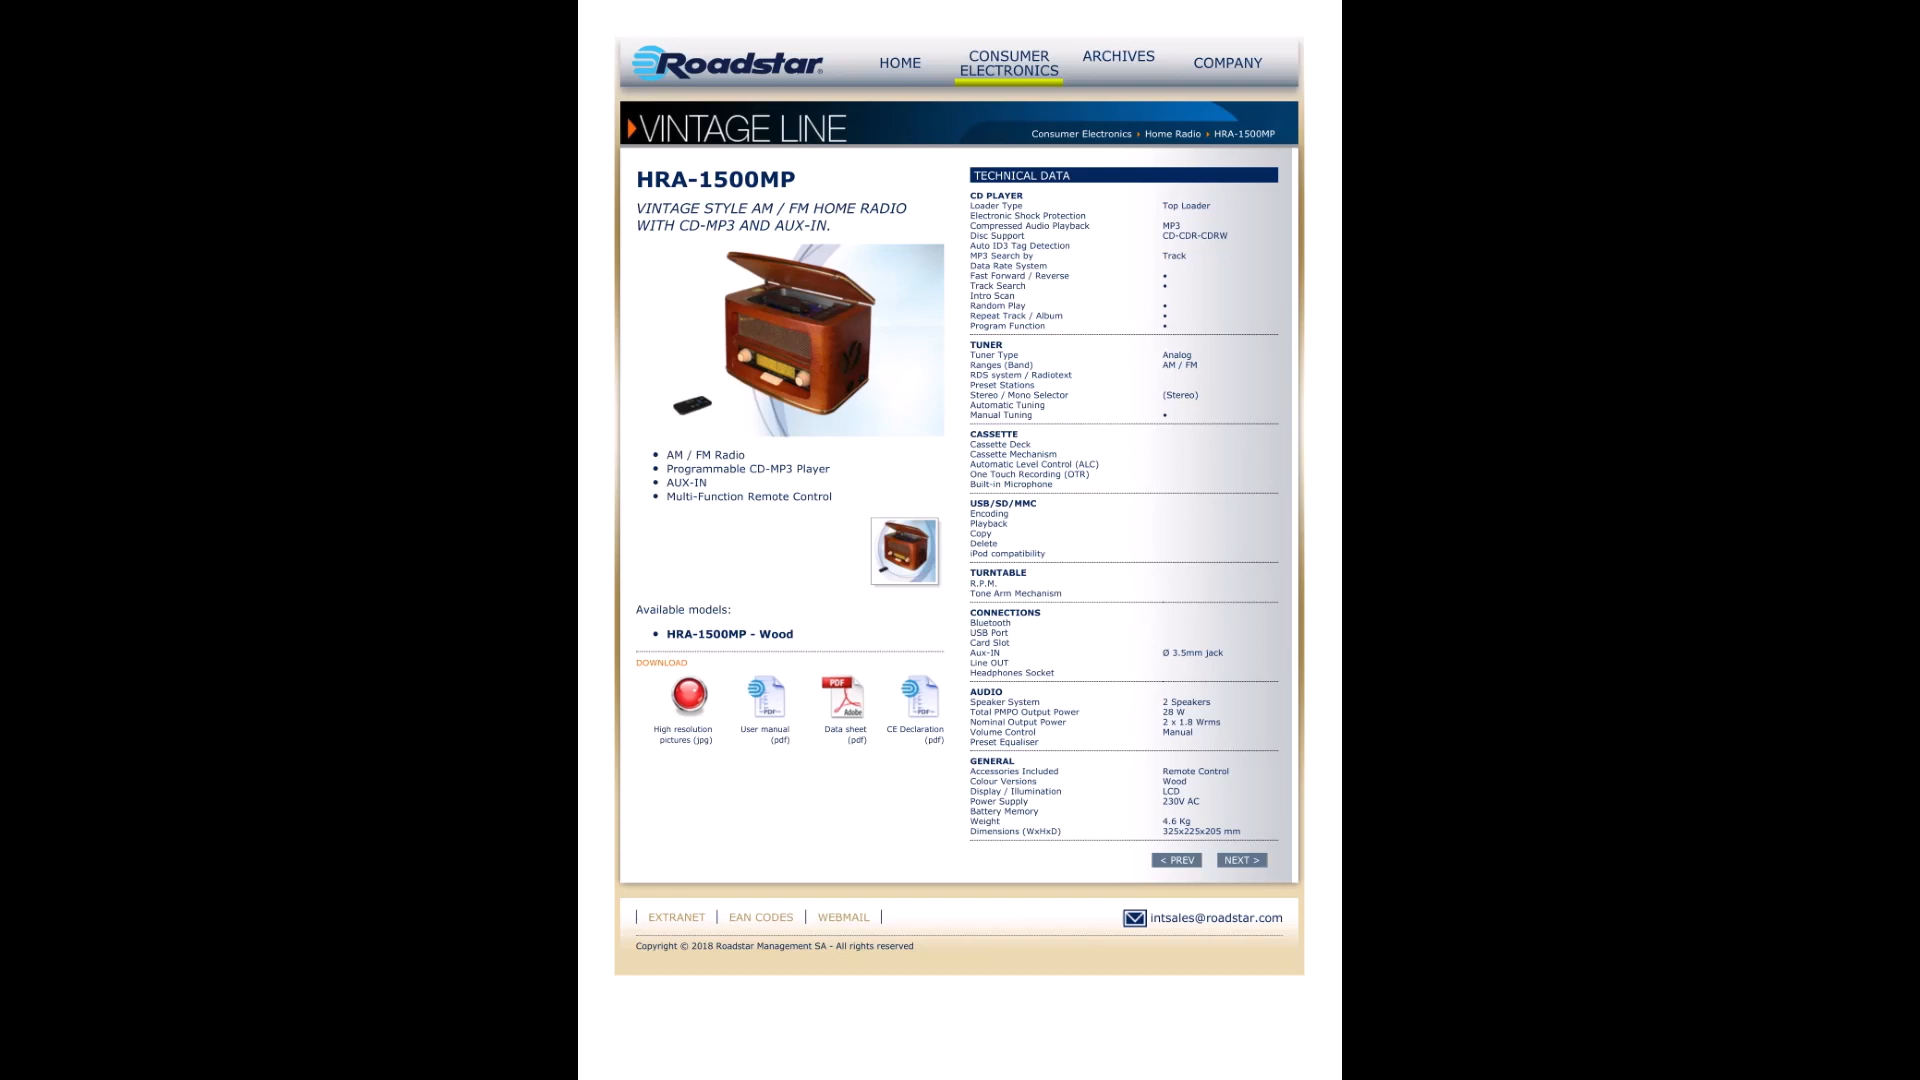 Roadstar
HOME
CONSUMER
ELECTRONICS
ARCHIVES
COMPANY
VINTAGE LINE
Consumer Electronics Home Radio HRA-1500MP
HRA-1500MP
VINTAGE STYLE AM / FM HOME RADIO
WITH CD-MP3 AND AUX-IN.
• AM / FM Radio
• Programmable CD-MP3 Player
• AUX-IN
• Multi-Function Remote Control
Available models:
• HRA-1500MP - Wood
DOWNLOAD
PDF
PDF
Adobe
PDF
High resolution
pictures (jpg)
User manual
(pdf)
Data sheet
(pdf)
CE Declaration
(pdf)
TECHNICAL DATA
CD PLAYER
Loader Type Top Loader
Electronic Shock Protection
Compressed Audio Playback MP3
Disc Support CD-CDR-CDRW
Auto ID3 Tag Detection
MP3 Search by Track
Data Rate System
Fast Forward / Reverse •
Track Search •
Intro Scan
Random Play •
Repeat Track / Album •
Program Function •
TUNER
Tuner Type Analog
Ranges (Band) AM / FM
RDS system / Radiotext
Preset Stations
Stereo / Mono Selector (Stereo)
Automatic Tuning
Manual Tuning •
CASSETTE
Cassette Deck
Cassette Mechanism
Automatic Level Control (ALC)
One Touch Recording (OTR)
Built-in Microphone
USB/SD/MMC
Encoding
Playback
Copy
Delete
iPod compatibility
TURNTABLE
R.P.M.
Tone Arm Mechanism
CONNECTIONS
Bluetooth
USB Port
Card Slot
Aux-IN Ø 3.5mm jack
Line OUT
Headphones Socket
AUDIO
Speaker System 2 Speakers
Total PMPO Output Power 28 W
Nominal Output Power 2 x 1.8 Wrms
Volume Control Manual
Preset Equaliser
GENERAL
Accessories Included Remote Control
Colour Versions Wood
Display / Illumination LCD
Power Supply 230V AC
Battery Memory
Weight 4.6 Kg
Dimensions (WxHxD) 325x225x205 mm
< PREV NEXT >
| EXTRANET | EAN CODES | WEBMAIL |
intsales@roadstar.com
Copyright © 2018 Roadstar Management SA - All rights reserved